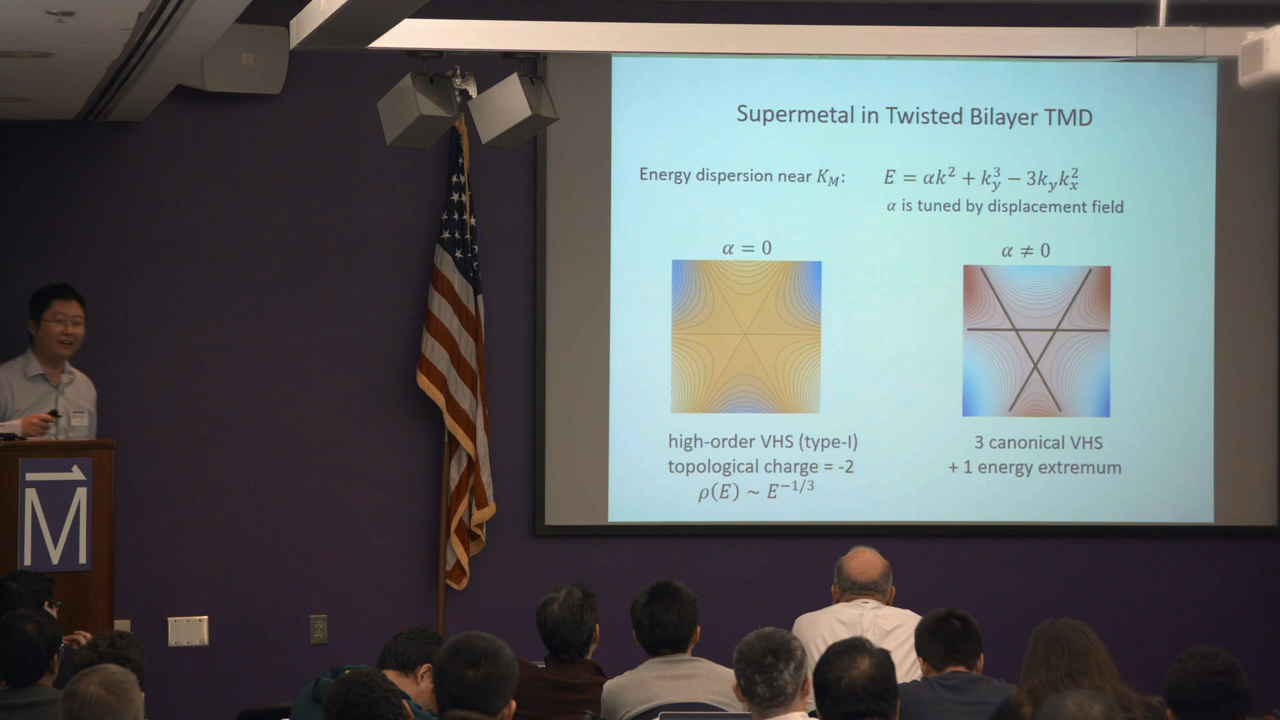 Supermetal in Twisted Bilayer TMD
Energy dispersion near K_M: E = αk² + k_y³ − 3k_yk_x²
α is tuned by displacement field
α = 0
α ≠ 0
high-order VHS (type-I)
topological charge = -2
ρ(E) ~ E^{−1/3}
3 canonical VHS
+ 1 energy extremum
M